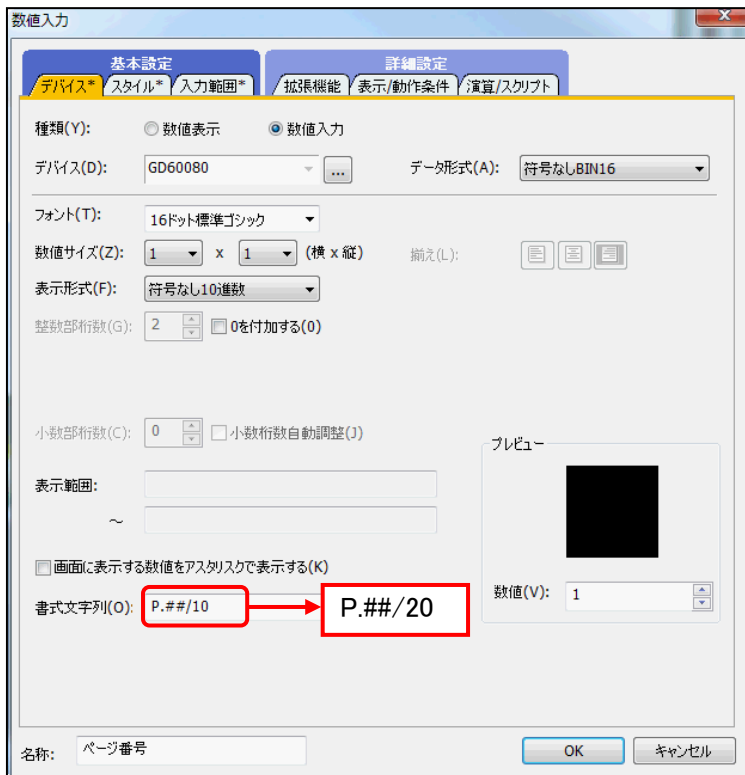 数値入力
基本設定
詳細設定
デバイス*
スタイル*
入力範囲*
拡張機能
表示/動作条件
演算/スクリプト
種類(Y):
数値表示
数値入力
デバイス(D):
GD60080
...
データ形式(A):
符号なしBIN16
フォント(T):
16ドット標準ゴシック
数値サイズ(Z):
1
x
1
(横 x 縦)
揃え(L):
表示形式(F):
符号なし10進数
整数部桁数(G):
2
0を付加する(0)
小数部桁数(C):
0
小数桁数自動調整(J)
プレビュー
表示範囲:
～
画面に表示する数値をアスタリスクで表示する(K)
数値(V):
1
書式文字列(O):
P.##/10
P.##/20
名称:
ページ番号
OK
キャンセル